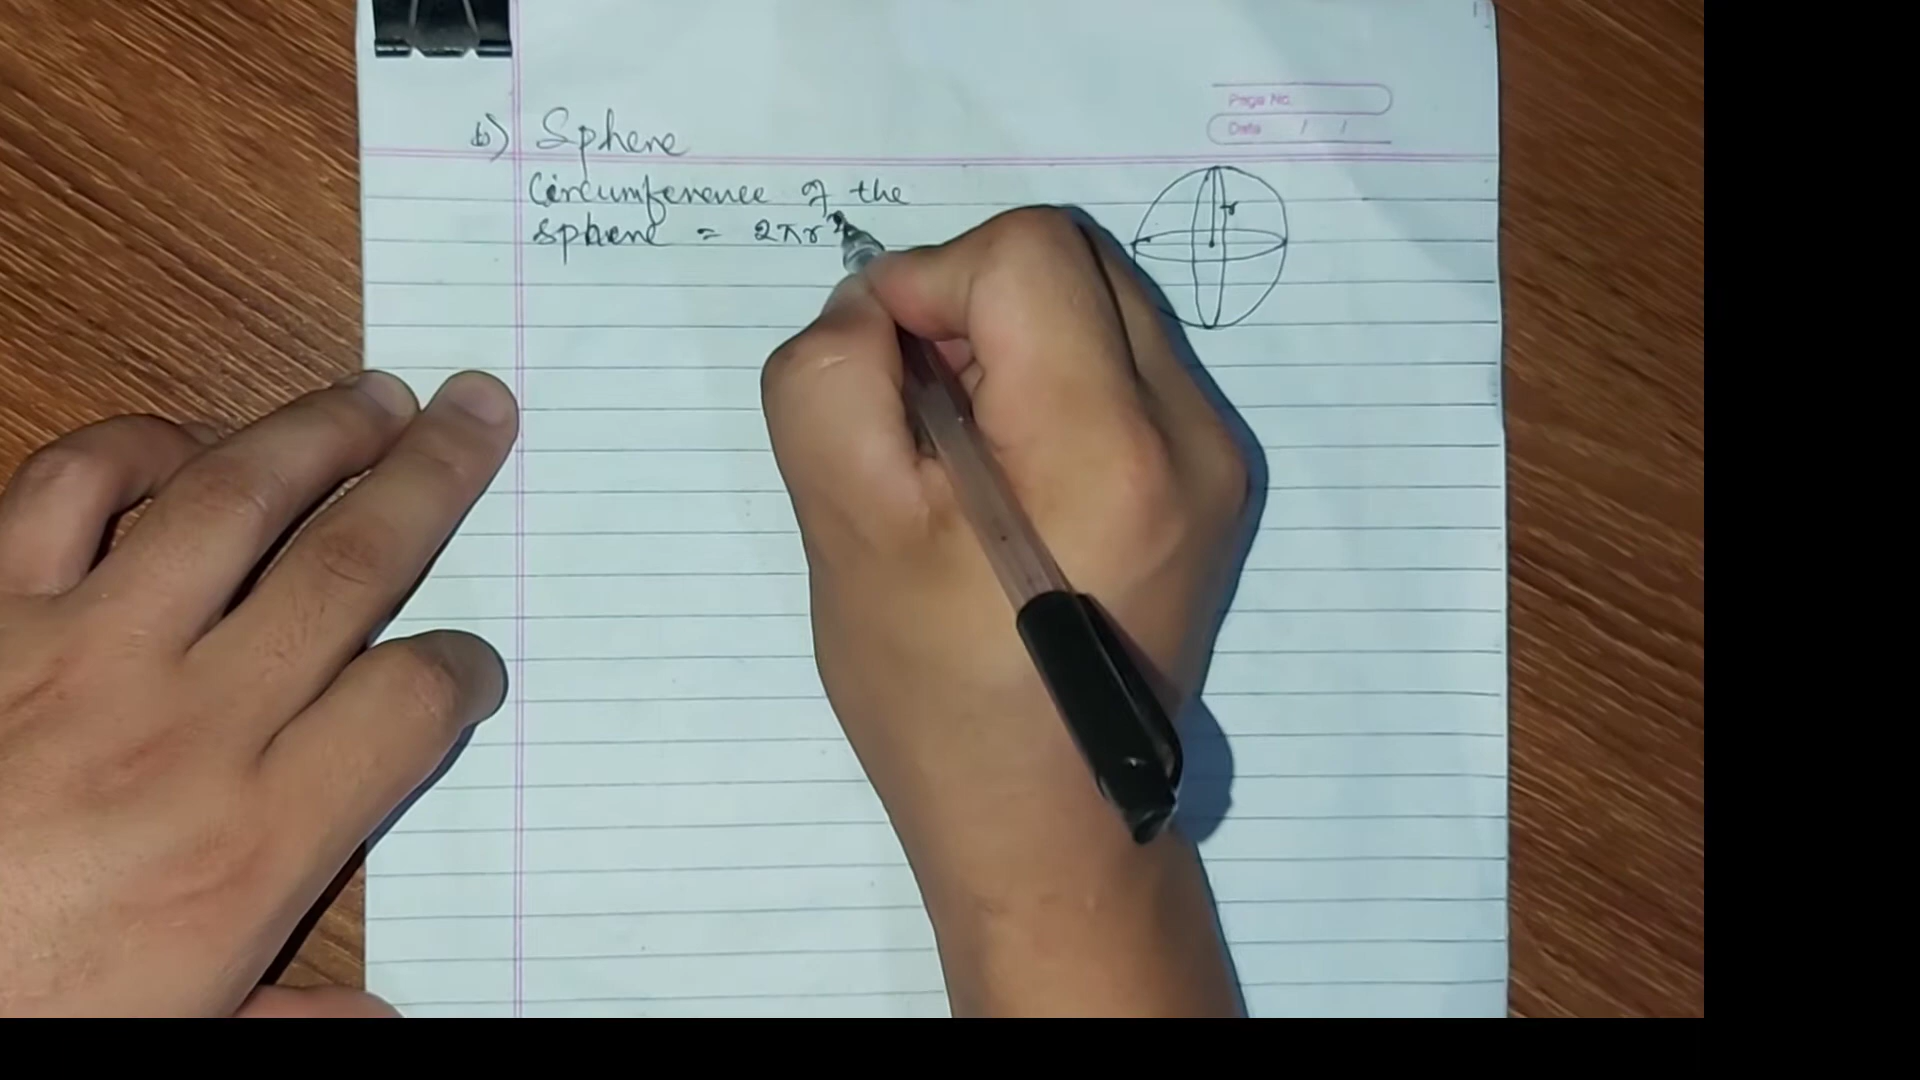 Page No.
Date / /
b) Sphere
Circumference of the
sphere = 2πr
r